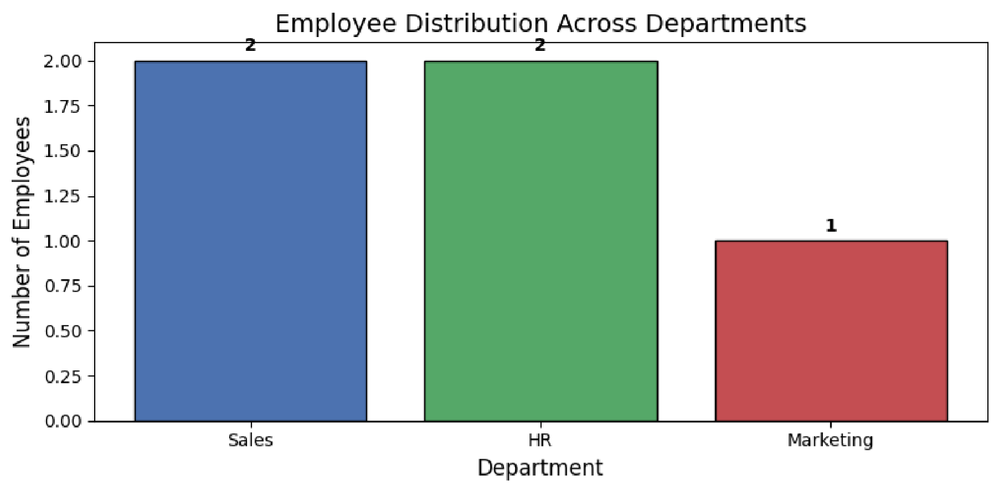 Employee Distribution Across Departments
2 2
2.00
1.75
1.50
1.25
1
1.00
0.75
0.50
0.25
0.00
Number of Employees
Sales HR Marketing
Department